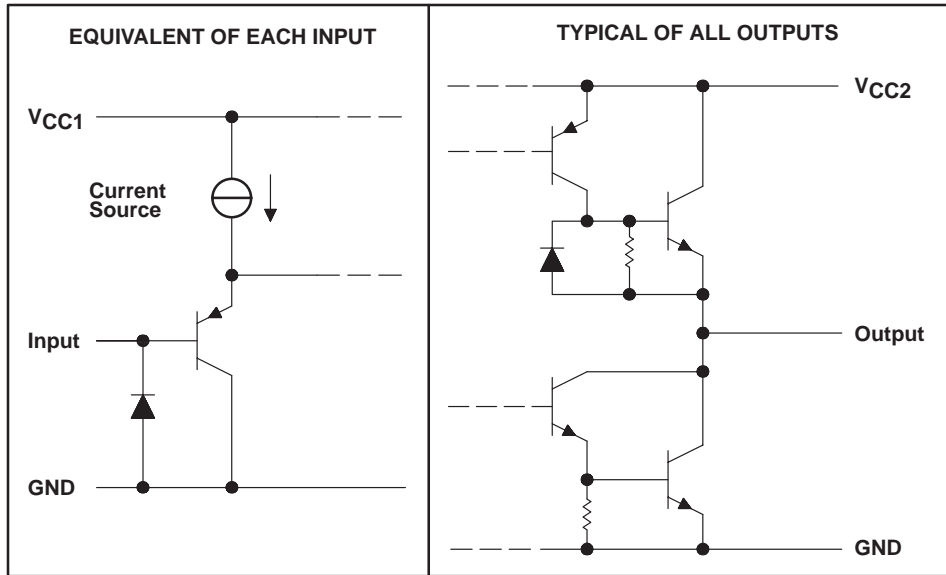 EQUIVALENT OF EACH INPUT
VCC1
Current
Source
Input
GND
TYPICAL OF ALL OUTPUTS
VCC2
Output
GND